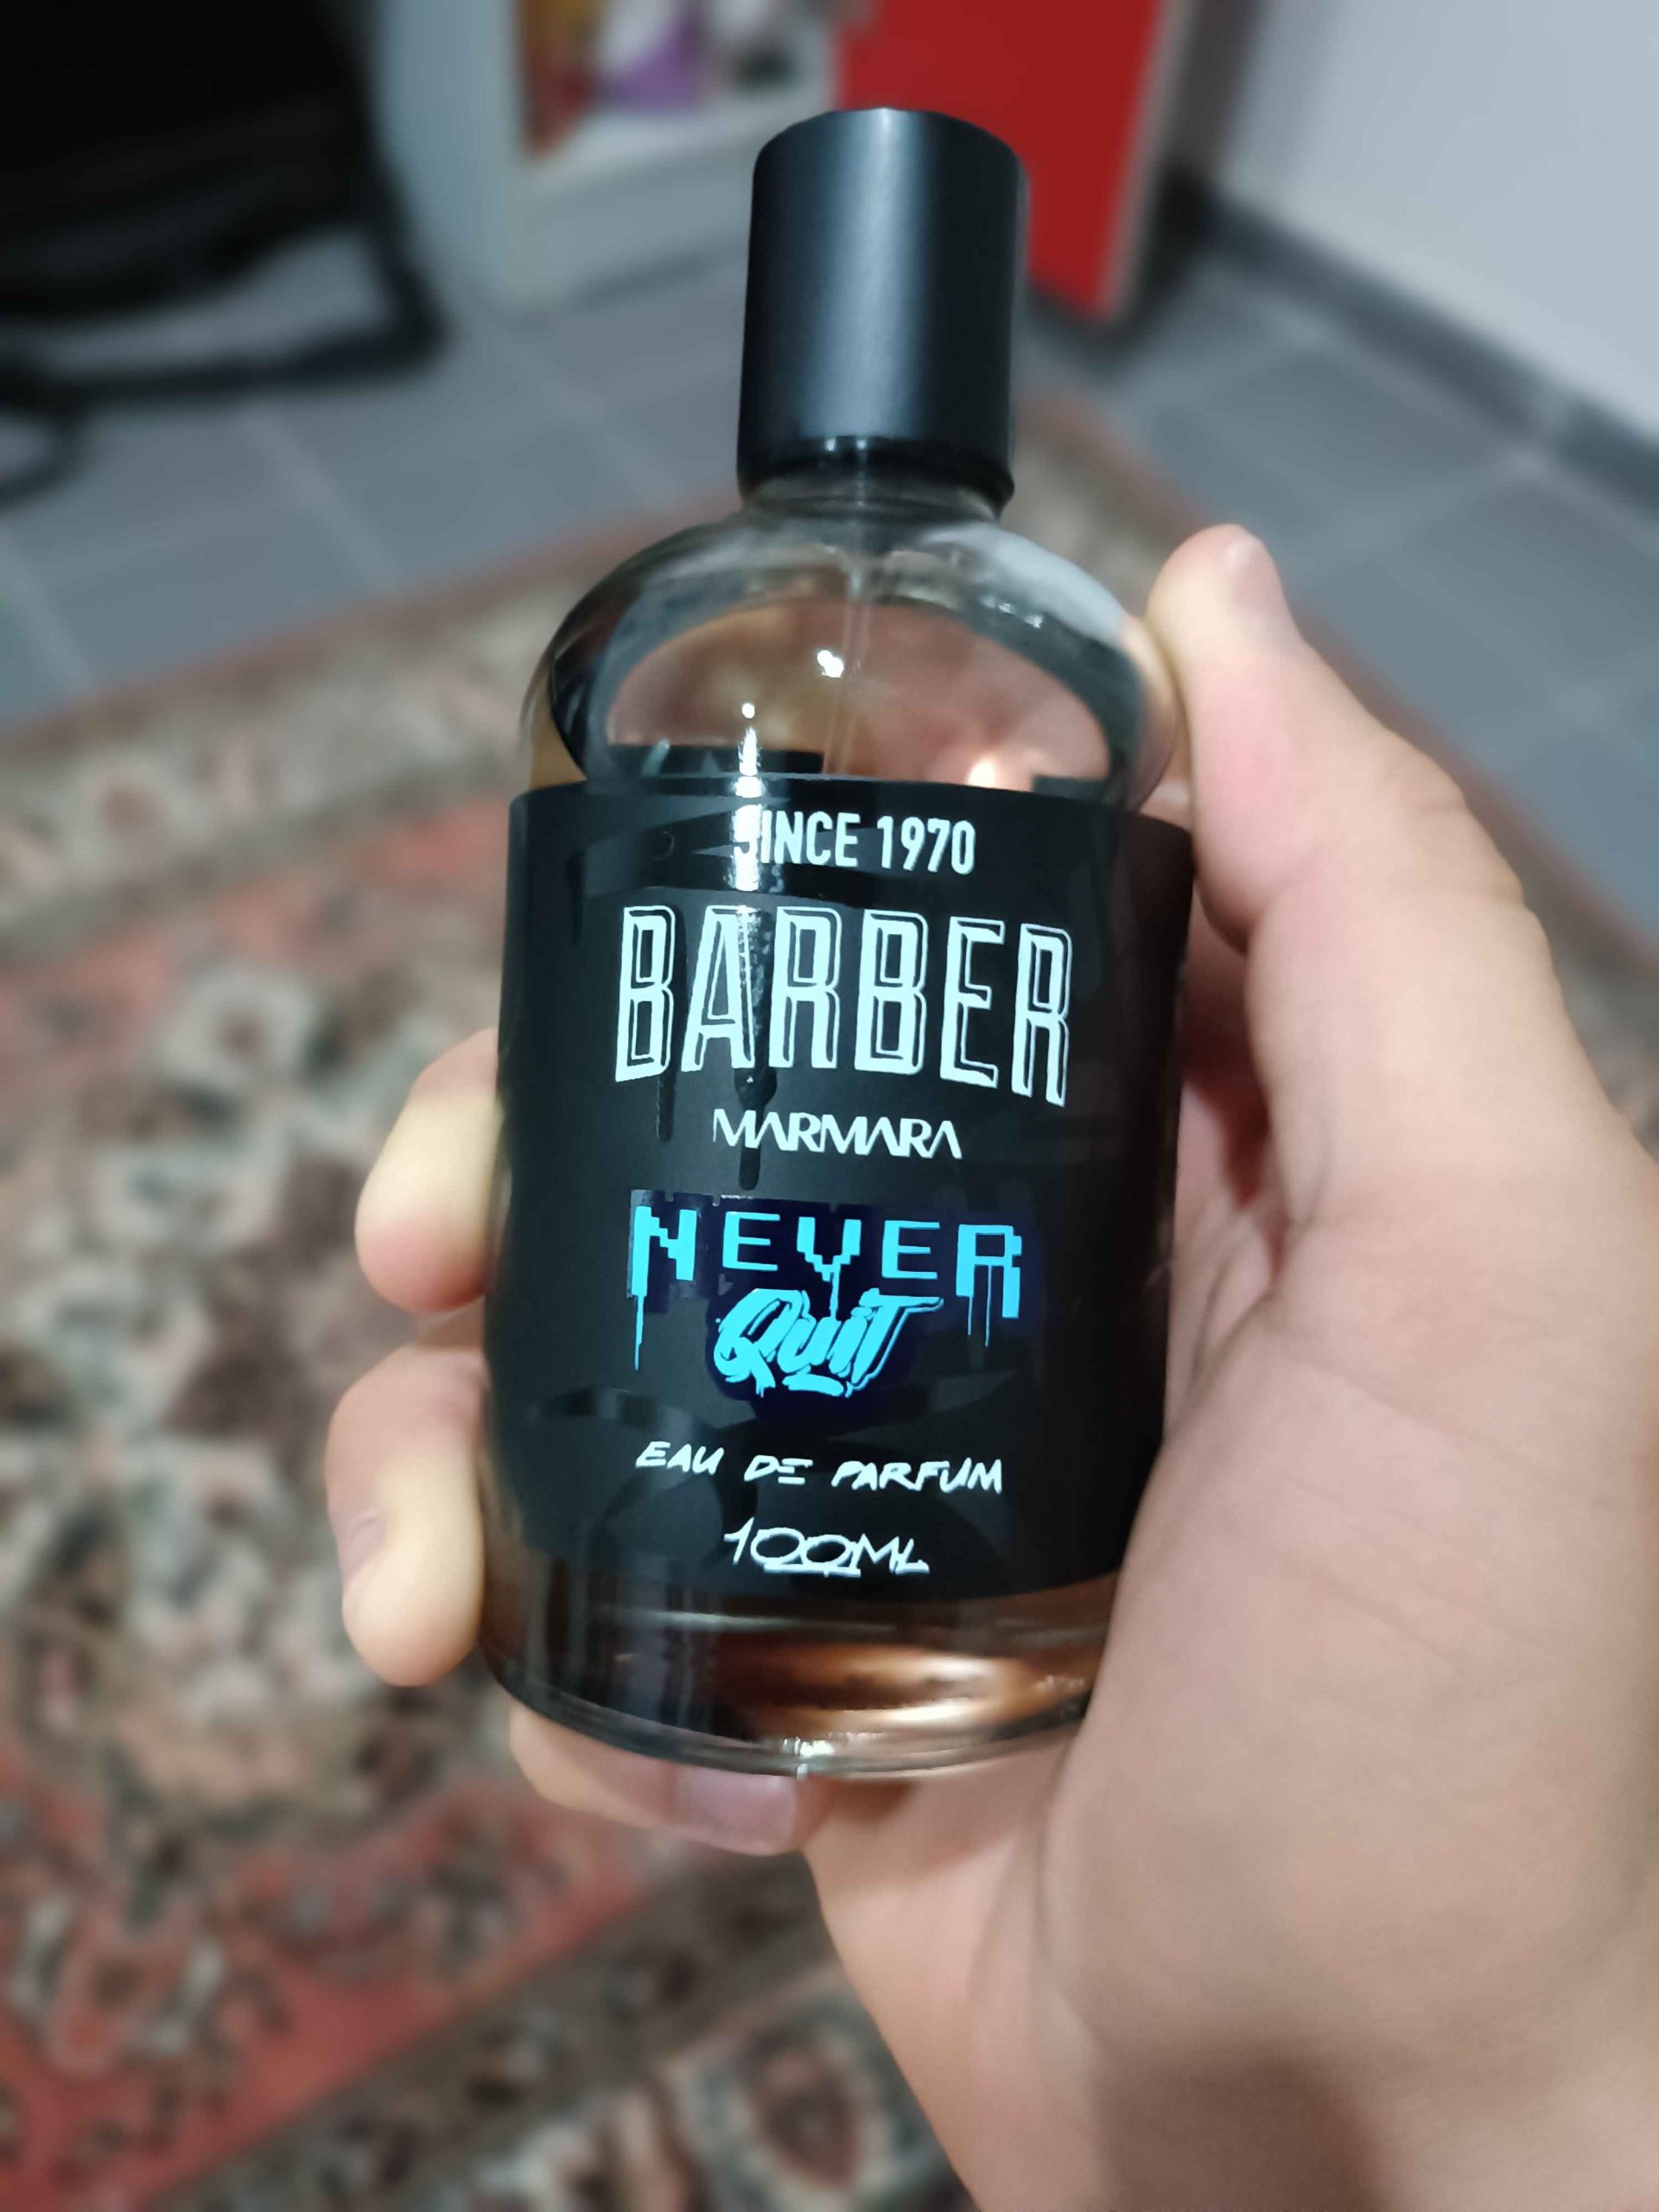 SINCE 1970
BARBER
MARMARA
NEVER
QUIT
EAU DE PARFUM
100ML